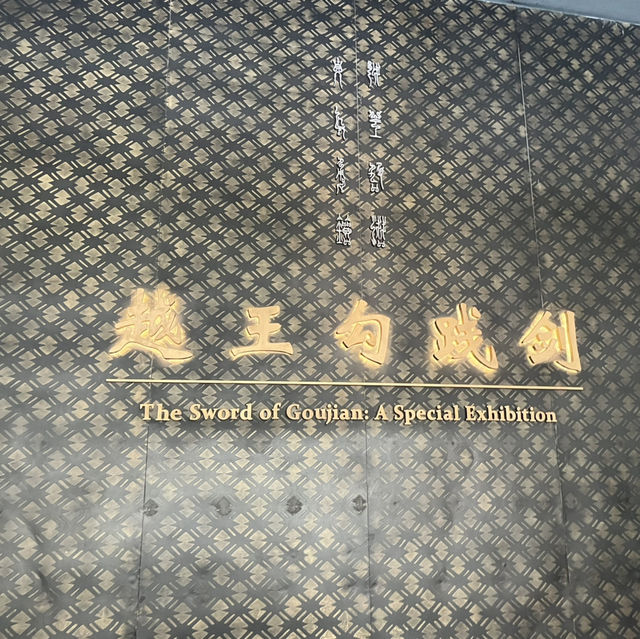 越王勾践剑
The Sword of Goujian: A Special Exhibition